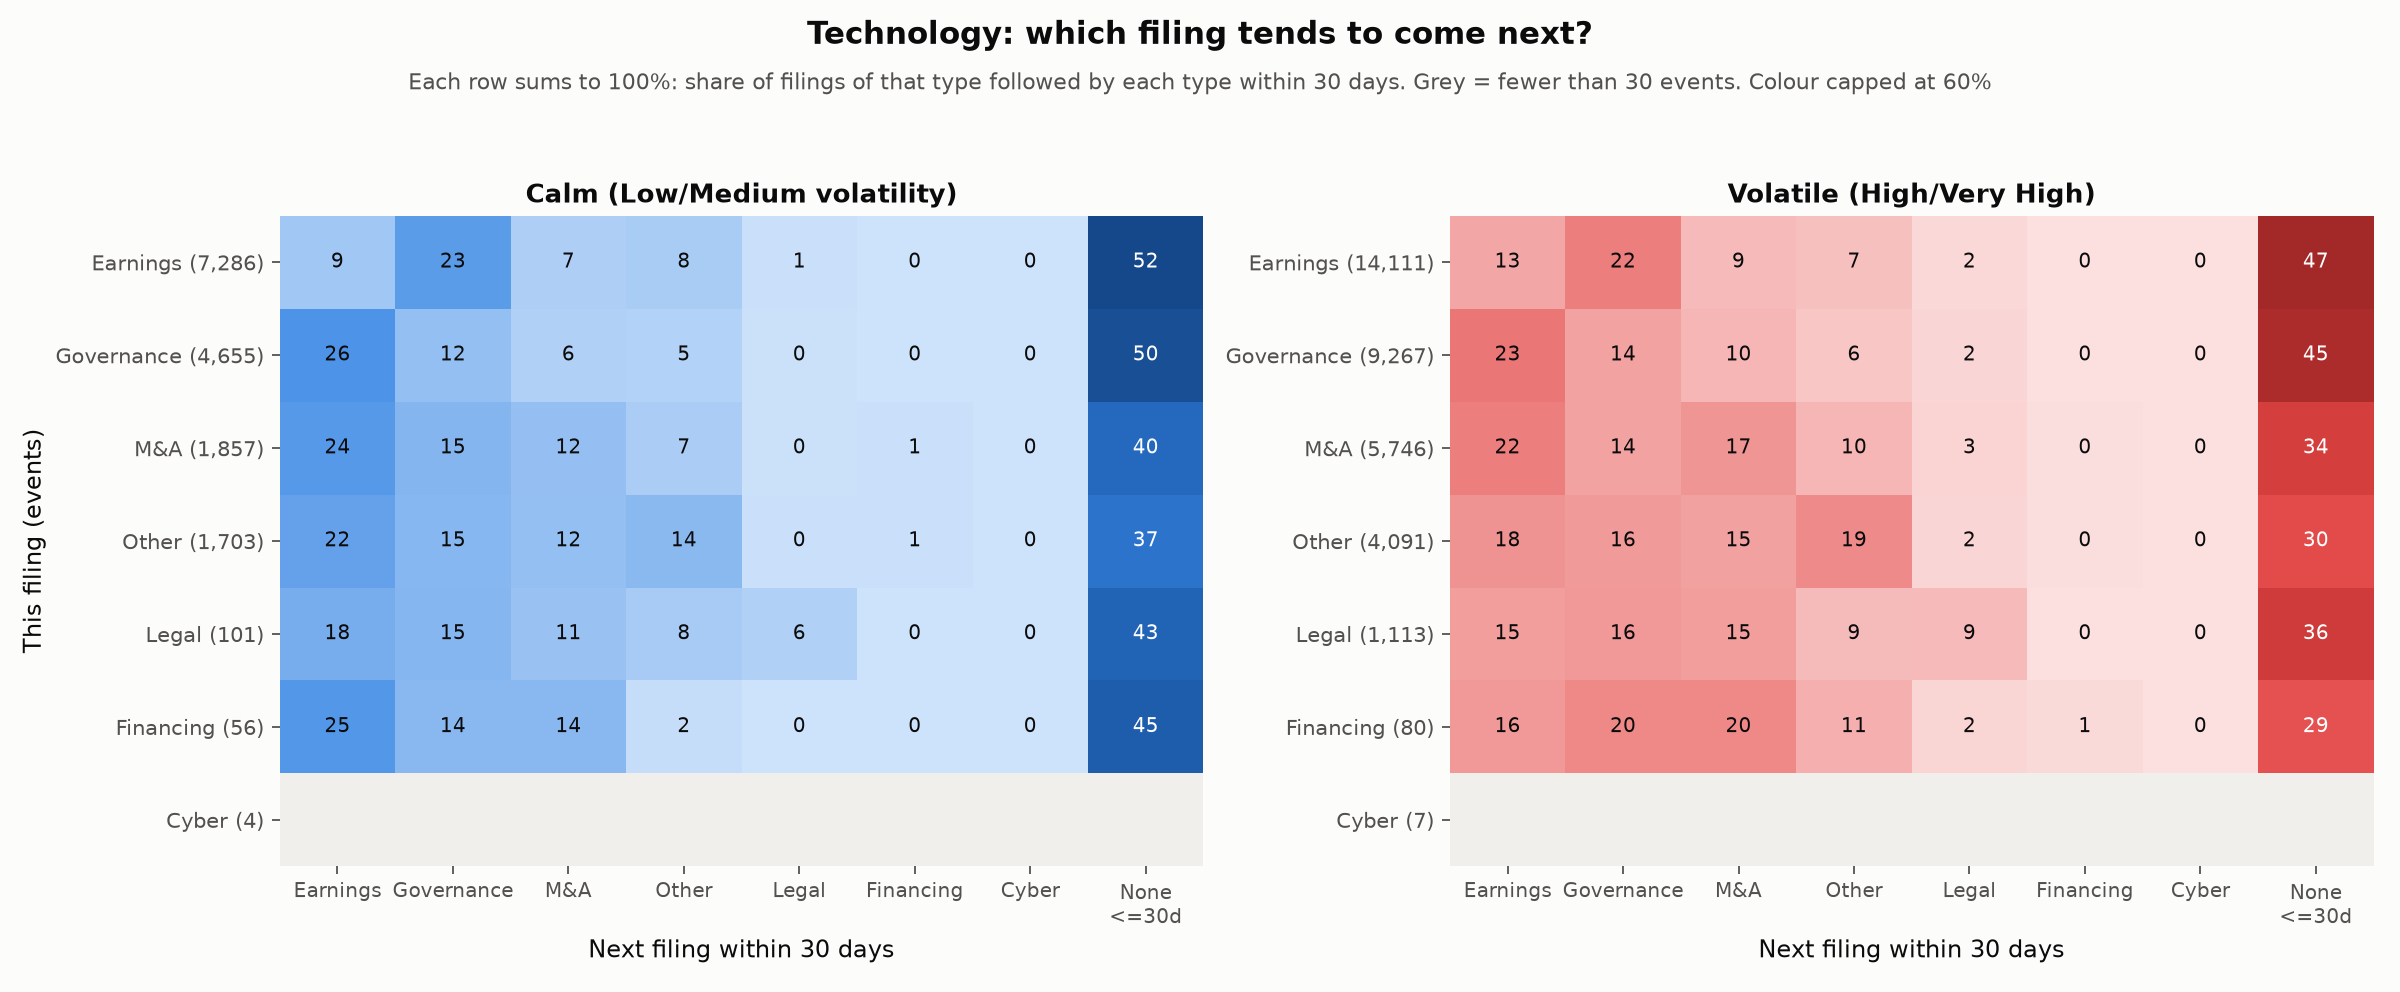 Technology: which filing tends to come next?
Each row sums to 100%: share of filings of that type followed by each type within 30 days. Grey = fewer than 30 events. Colour capped at 60%
Calm (Low/Medium volatility)
This filing (events)
Earnings (7,286) 9 23 7 8 1 0 0 52
Governance (4,655) 26 12 6 5 0 0 0 50
M&A (1,857) 24 15 12 7 0 1 0 40
Other (1,703) 22 15 12 14 0 1 0 37
Legal (101) 18 15 11 8 6 0 0 43
Financing (56) 25 14 14 2 0 0 0 45
Cyber (4)
Earnings Governance M&A Other Legal Financing Cyber None
<=30d
Next filing within 30 days
Volatile (High/Very High)
Earnings (14,111) 13 22 9 7 2 0 0 47
Governance (9,267) 23 14 10 6 2 0 0 45
M&A (5,746) 22 14 17 10 3 0 0 34
Other (4,091) 18 16 15 19 2 0 0 30
Legal (1,113) 15 16 15 9 9 0 0 36
Financing (80) 16 20 20 11 2 1 0 29
Cyber (7)
Earnings Governance M&A Other Legal Financing Cyber None
<=30d
Next filing within 30 days